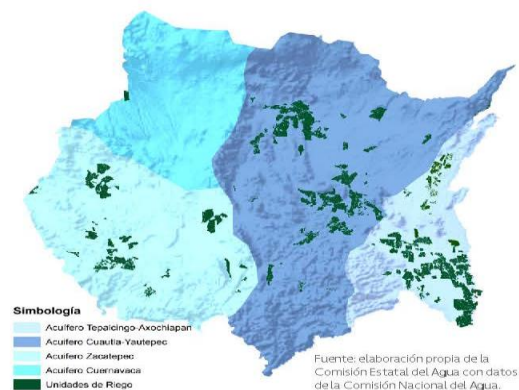 Simbología
Acuífero Tepalcingo-Axochiapan
Acuífero Cuautla-Yautepec
Acuífero Zacatepec
Acuífero Cuernavaca
Unidades de Riego
Fuente: elaboración propia de la
Comisión Estatal del Agua con datos
de la Comisión Nacional del Agua.